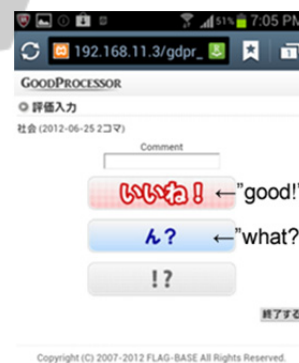 51% 7:05 PM
192.168.11.3/gdpr_
GOODPROCESSOR
評価入力
社会 (2012-06-25 2コマ)
Comment
いいね！ ←"good!"
ん？ ←"what?
!?
終了する
Copyright (C) 2007-2012 FLAG-BASE All Rights Reserved.